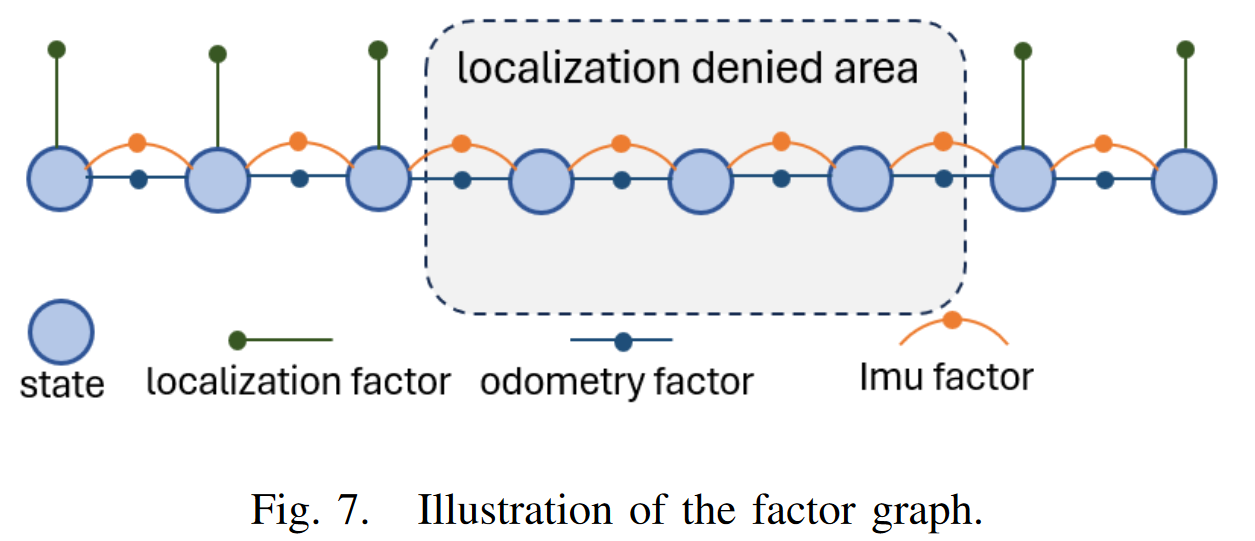 localization denied area
state
localization factor
odometry factor
Imu factor
Fig. 7. Illustration of the factor graph.